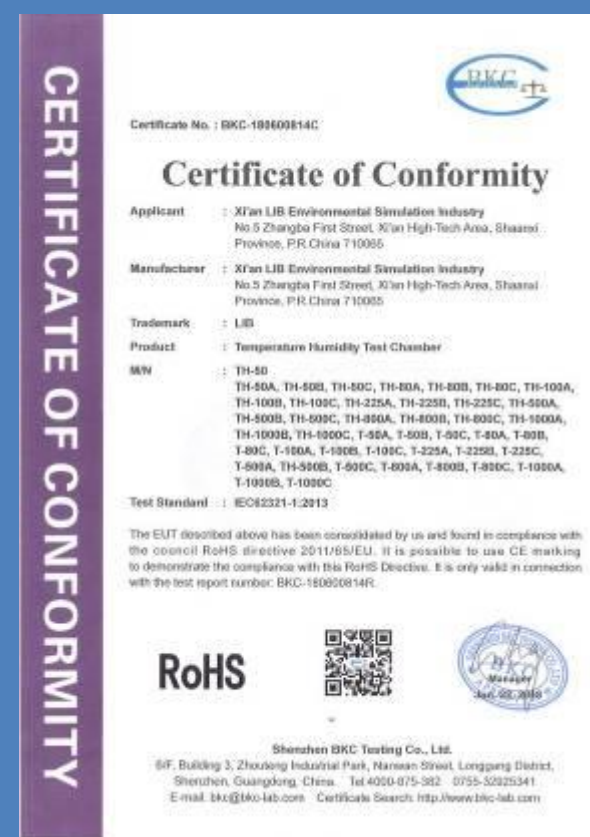 CERTIFICATE OF CONFORMITY
BKC
Certificate No. : BKC-180600814C
Certificate of Conformity
Applicant : XI'an LIB Environmental Simulation Industry
No.5 Zhangba First Street, Xi'an High-Tech Area, Shaanxi
Province, P.R.China 710065
Manufacturer : XI'an LIB Environmental Simulation Industry
No.5 Zhangba First Street, Xi'an High-Tech Area, Shaanxi
Province, P.R.China 710065
Trademark : LIB
Product : Temperature Humidity Test Chamber
M/N : TH-50
TH-50A, TH-50B, TH-50C, TH-80A, TH-80B, TH-80C, TH-100A,
TH-100B, TH-100C, TH-225A, TH-225B, TH-225C, TH-500A,
TH-500B, TH-500C, TH-800A, TH-800B, TH-800C, TH-1000A,
TH-1000B, TH-1000C, T-50A, T-50B, T-50C, T-80A, T-80B,
T-80C, T-100A, T-100B, T-100C, T-225A, T-225B, T-225C,
T-500A, TH-500B, T-500C, T-800A, T-800B, T-800C, T-1000A,
T-1000B, T-1000C
Test Standard : IEC62321-1:2013
The EUT described above has been consolidated by us and found in compliance with
the council RoHS directive 2011/65/EU. It is possible to use CE marking
to demonstrate the compliance with this RoHS Directive. It is only valid in connection
with the test report number: BKC-180600814R.
RoHS
Manager
Shenzhen BKC Testing Co., Ltd.
6/F, Building 3, Zhouteng Industrial Park, Nanwan Street, Longgang District,
Shenzhen, Guangdong, China. Tel:4000-875-382 0755-32925341
E-mail: bkc@bkc-lab.com Certificate Search: http://www.bkc-lab.com